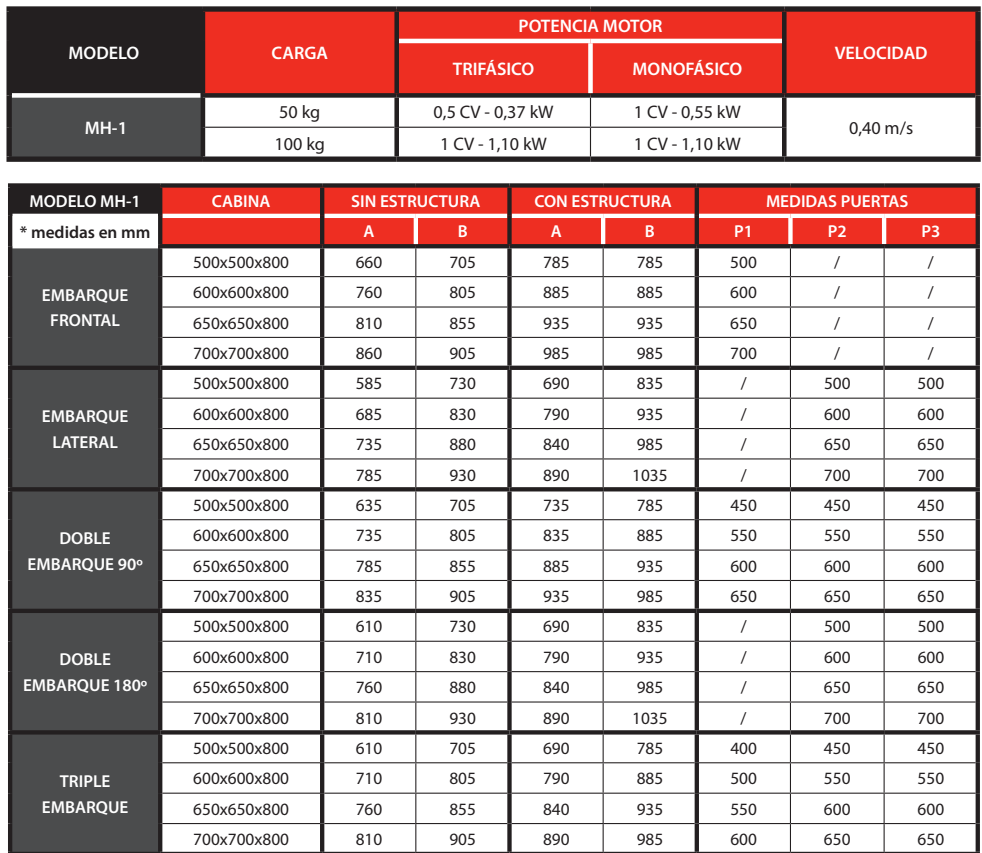 MODELO CARGA POTENCIA MOTOR VELOCIDAD
TRIFÁSICO MONOFÁSICO
MH-1 50 kg 0,5 CV - 0,37 kW 1 CV - 0,55 kW 0,40 m/s
100 kg 1 CV - 1,10 kW 1 CV - 1,10 kW
MODELO MH-1 CABINA SIN ESTRUCTURA CON ESTRUCTURA MEDIDAS PUERTAS
* medidas en mm A B A B P1 P2 P3
EMBARQUE FRONTAL 500x500x800 660 705 785 785 500 / /
600x600x800 760 805 885 885 600 / /
650x650x800 810 855 935 935 650 / /
700x700x800 860 905 985 985 700 / /
EMBARQUE LATERAL 500x500x800 585 730 690 835 / 500 500
600x600x800 685 830 790 935 / 600 600
650x650x800 735 880 840 985 / 650 650
700x700x800 785 930 890 1035 / 700 700
DOBLE EMBARQUE 90º 500x500x800 635 705 735 785 450 450 450
600x600x800 735 805 835 885 550 550 550
650x650x800 785 855 885 935 600 600 600
700x700x800 835 905 935 985 650 650 650
DOBLE EMBARQUE 180º 500x500x800 610 730 690 835 / 500 500
600x600x800 710 830 790 935 / 600 600
650x650x800 760 880 840 985 / 650 650
700x700x800 810 930 890 1035 / 700 700
TRIPLE EMBARQUE 500x500x800 610 705 690 785 400 450 450
600x600x800 710 805 790 885 500 550 550
650x650x800 760 855 840 935 550 600 600
700x700x800 810 905 890 985 600 650 650